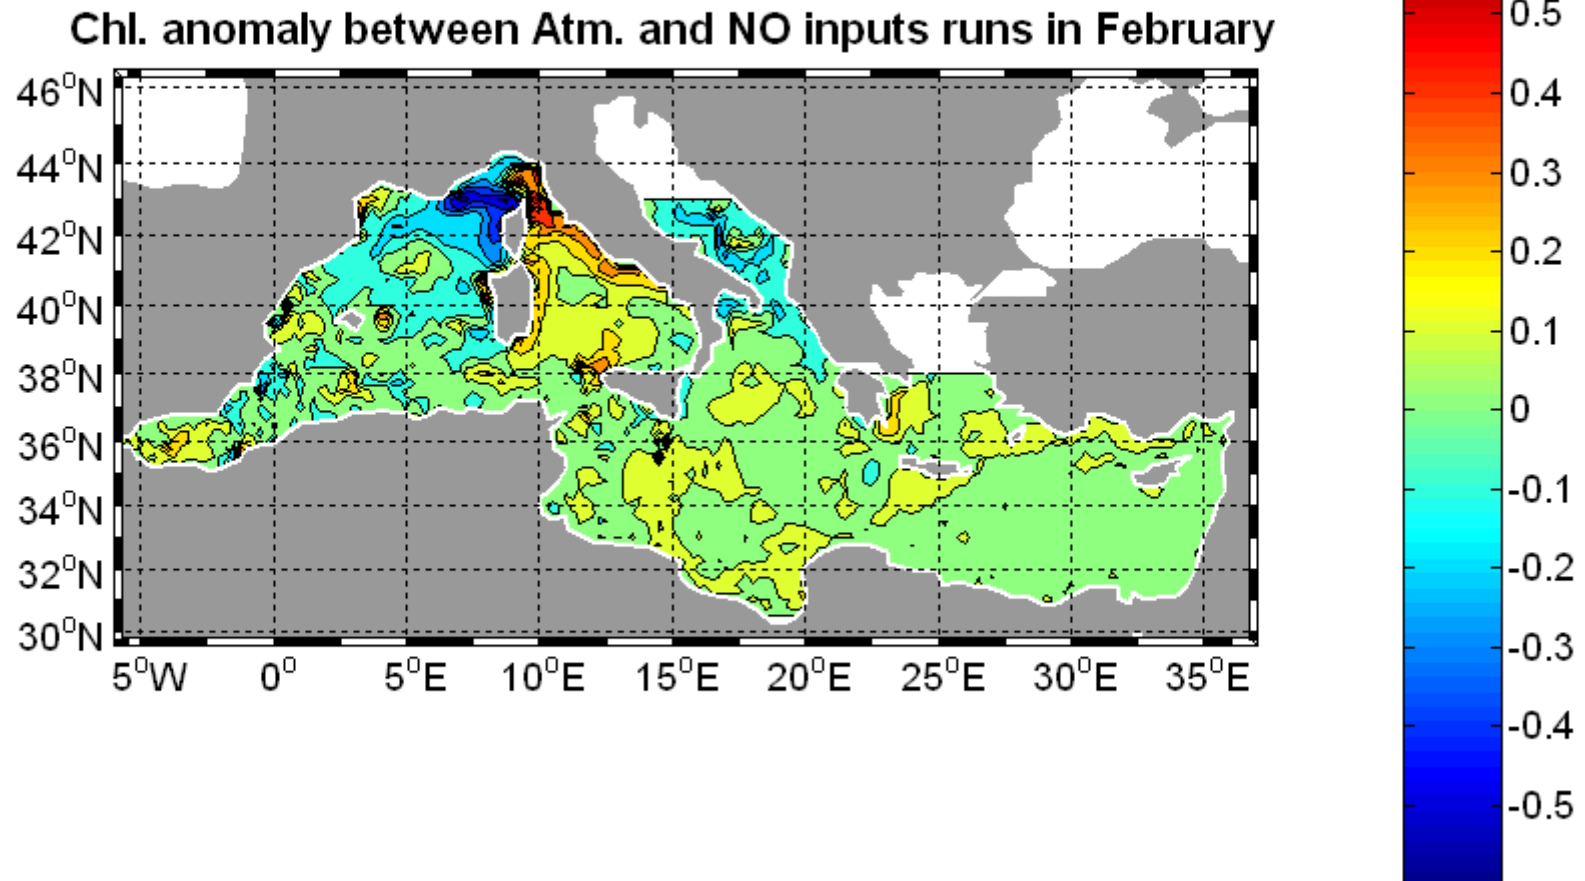 Chl. anomaly between Atm. and NO inputs runs in February
46°N
44°N
42°N
40°N
38°N
36°N
34°N
32°N
30°N
5°W 0° 5°E 10°E 15°E 20°E 25°E 30°E 35°E
0.5
0.4
0.3
0.2
0.1
0
-0.1
-0.2
-0.3
-0.4
-0.5